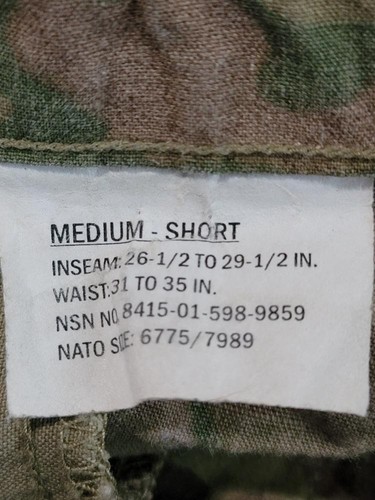 MEDIUM - SHORT
INSEAM: 26-1/2 TO 29-1/2 IN.
WAIST: 31 TO 35 IN.
NSN NO. 8415-01-598-9859
NATO SIZE: 6775/7989